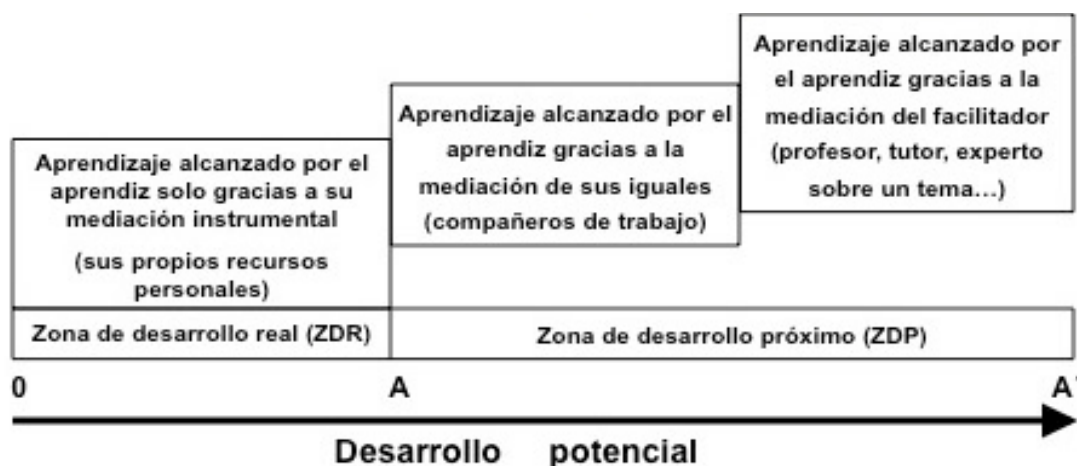 Aprendizaje alcanzado por el
aprendiz solo gracias a su
mediación instrumental
(sus propios recursos
personales)
Aprendizaje alcanzado por el
aprendiz gracias a la
mediación de sus iguales
(compañeros de trabajo)
Aprendizaje alcanzado por
el aprendiz gracias a la
mediación del facilitador
(profesor, tutor, experto
sobre un tema...)
Zona de desarrollo real (ZDR)
Zona de desarrollo próximo (ZDP)
0 A A'
Desarrollo potencial